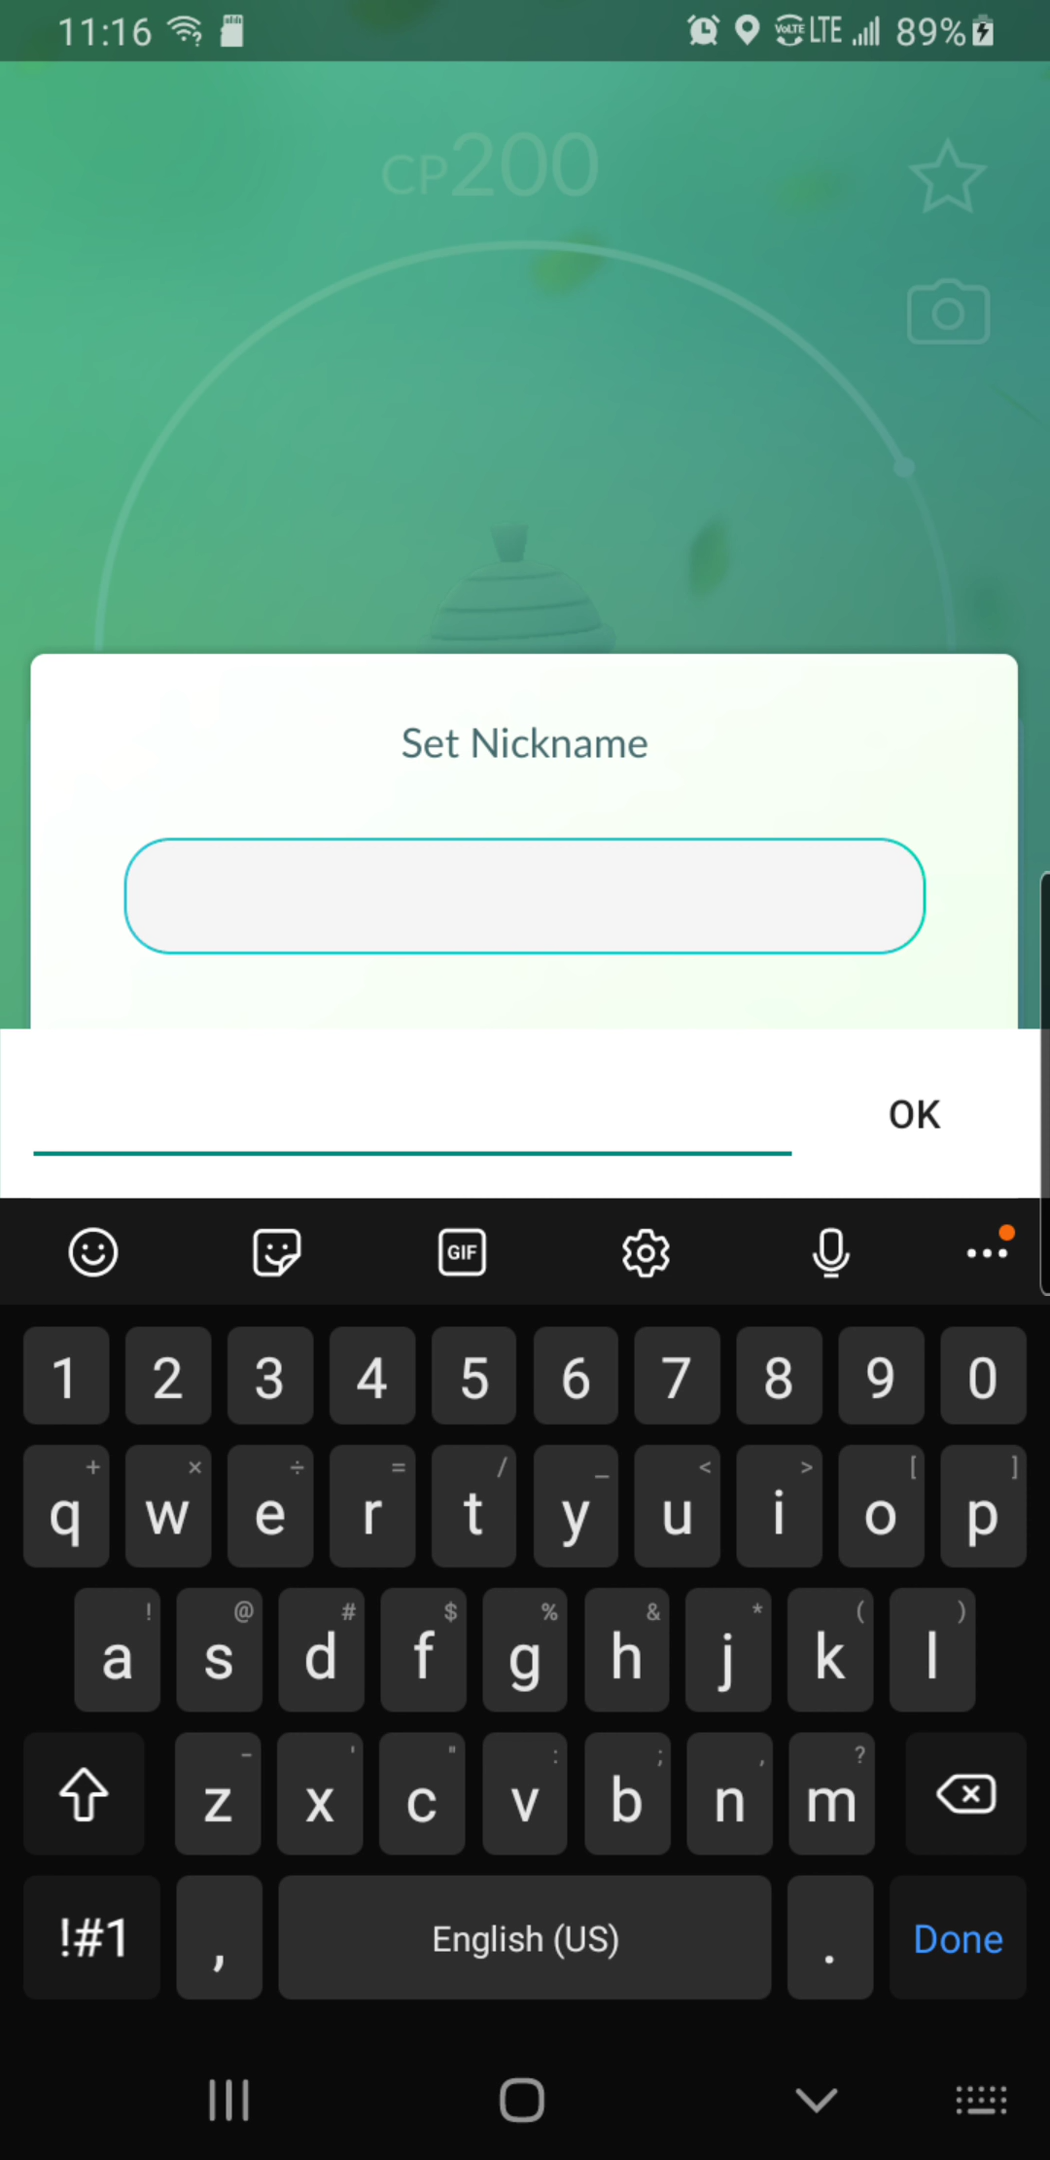 11:16 VoLTE LTE 89%
CP200
Set Nickname
OK
GIF
1 2 3 4 5 6 7 8 9 0
+ × ÷ = / _ < > [ ]
q w e r t y u i o p
! @ # $ % & * ( )
a s d f g h j k l
- ' " : ; , ?
z x c v b n m
!#1 , English (US) . Done